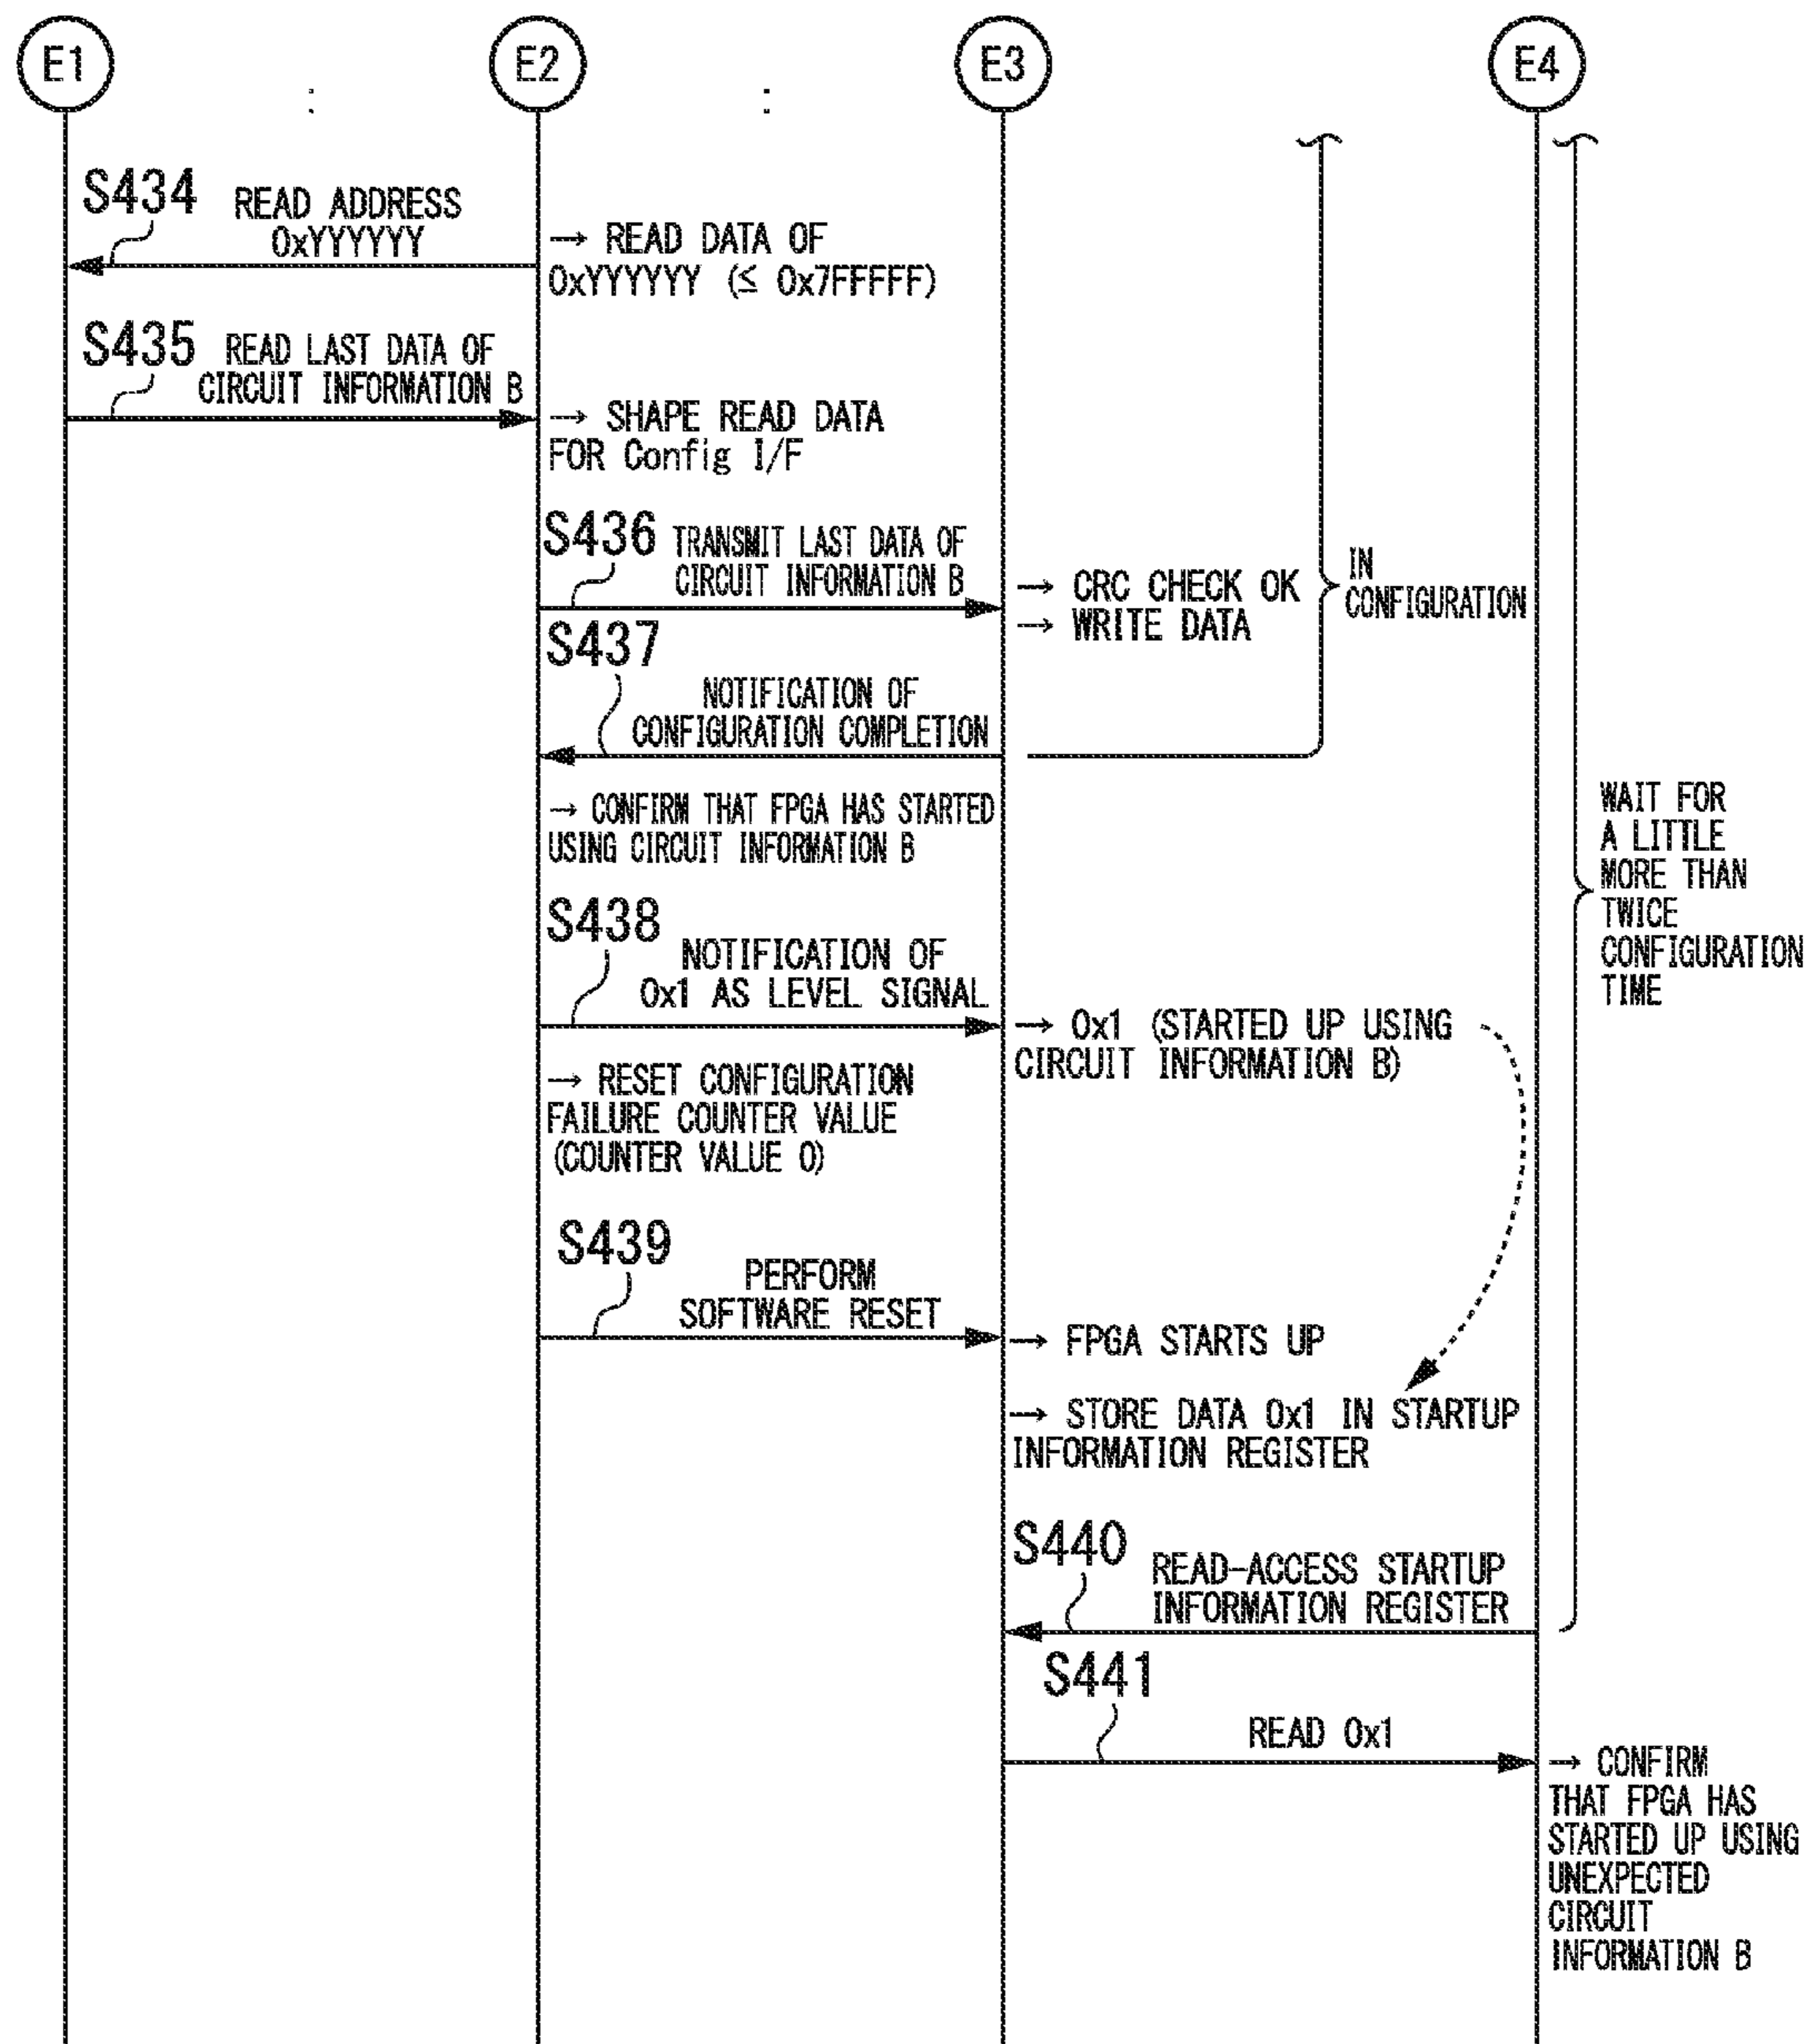 E1
E2
E3
E4
:
:
S434
READ ADDRESS
0xYYYYYY
→ READ DATA OF
0xYYYYYY (≤ 0x7FFFFF)
S435
READ LAST DATA OF
CIRCUIT INFORMATION B
→ SHAPE READ DATA
FOR Config I/F
S436
TRANSMIT LAST DATA OF
CIRCUIT INFORMATION B
→ CRC CHECK OK
→ WRITE DATA
IN
CONFIGURATION
S437
NOTIFICATION OF
CONFIGURATION COMPLETION
→ CONFIRM THAT FPGA HAS STARTED
USING CIRCUIT INFORMATION B
WAIT FOR
A LITTLE
MORE THAN
TWICE
CONFIGURATION
TIME
S438
NOTIFICATION OF
0x1 AS LEVEL SIGNAL
→ 0x1 (STARTED UP USING
CIRCUIT INFORMATION B)
→ RESET CONFIGURATION
FAILURE COUNTER VALUE
(COUNTER VALUE 0)
S439
PERFORM
SOFTWARE RESET
→ FPGA STARTS UP
→ STORE DATA 0x1 IN STARTUP
INFORMATION REGISTER
S440
READ-ACCESS STARTUP
INFORMATION REGISTER
S441
READ 0x1
→ CONFIRM
THAT FPGA HAS
STARTED UP USING
UNEXPECTED
CIRCUIT
INFORMATION B